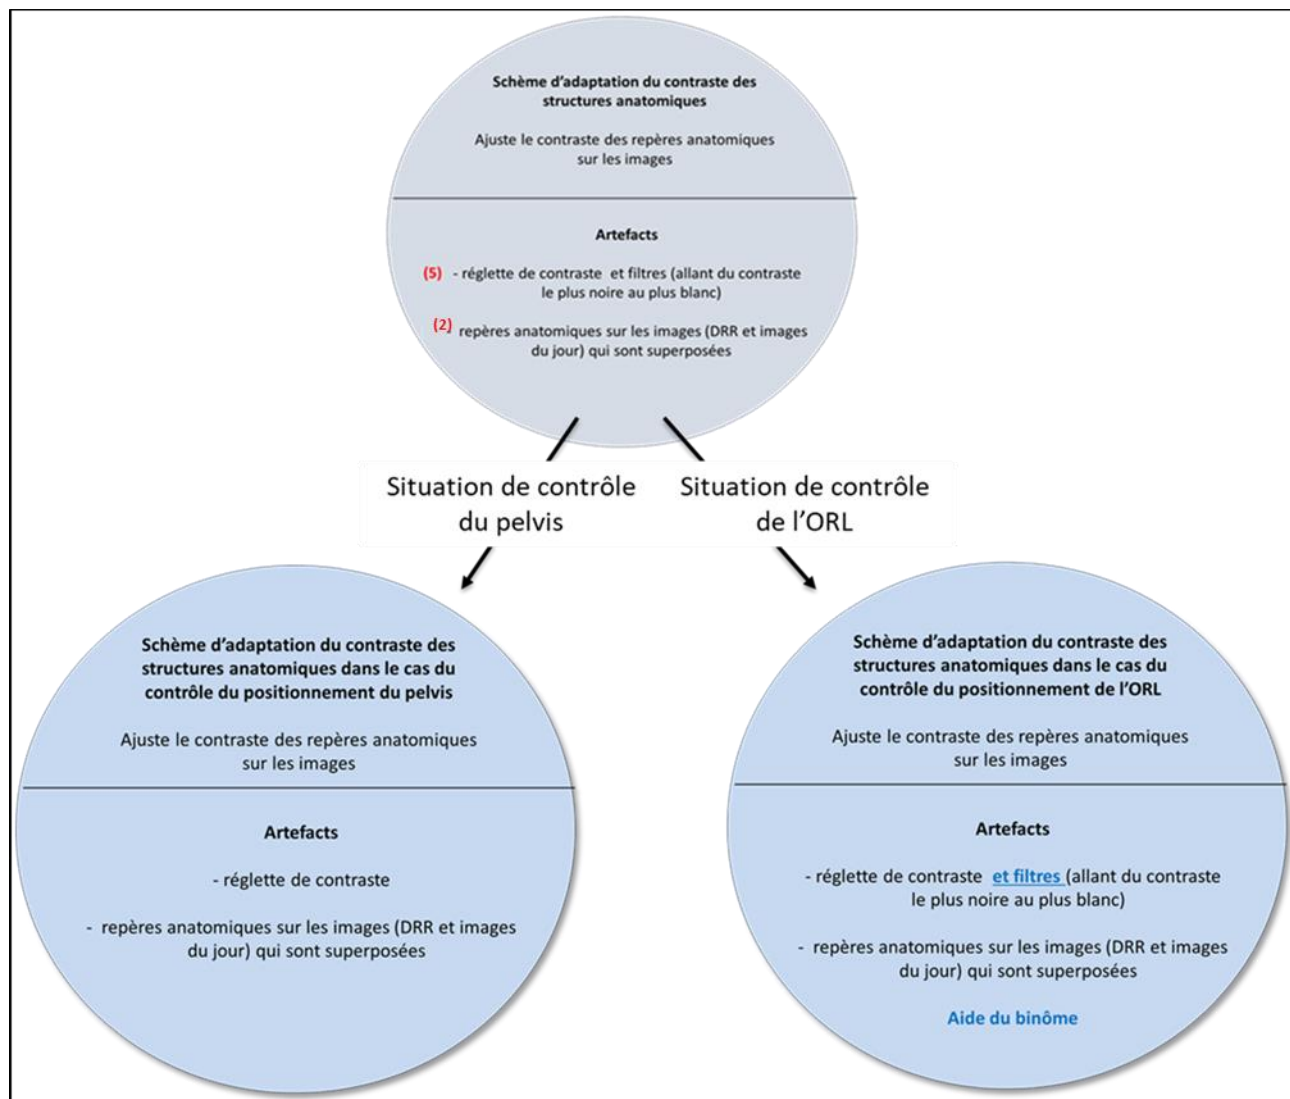 Schème d'adaptation du contraste des
structures anatomiques
Ajuste le contraste des repères anatomiques
sur les images
Artefacts
(5) - réglette de contraste et filtres (allant du contraste
le plus noire au plus blanc)
(2) - repères anatomiques sur les images (DRR et images
du jour) qui sont superposées
Situation de contrôle
du pelvis
Situation de contrôle
de l'ORL
Schème d'adaptation du contraste des
structures anatomiques dans le cas du
contrôle du positionnement du pelvis
Ajuste le contraste des repères anatomiques
sur les images
Artefacts
- réglette de contraste
- repères anatomiques sur les images (DRR et images
du jour) qui sont superposées
Schème d'adaptation du contraste des
structures anatomiques dans le cas du
contrôle du positionnement de l'ORL
Ajuste le contraste des repères anatomiques
sur les images
Artefacts
- réglette de contraste et filtres (allant du contraste
le plus noire au plus blanc)
- repères anatomiques sur les images (DRR et images
du jour) qui sont superposées
Aide du binôme